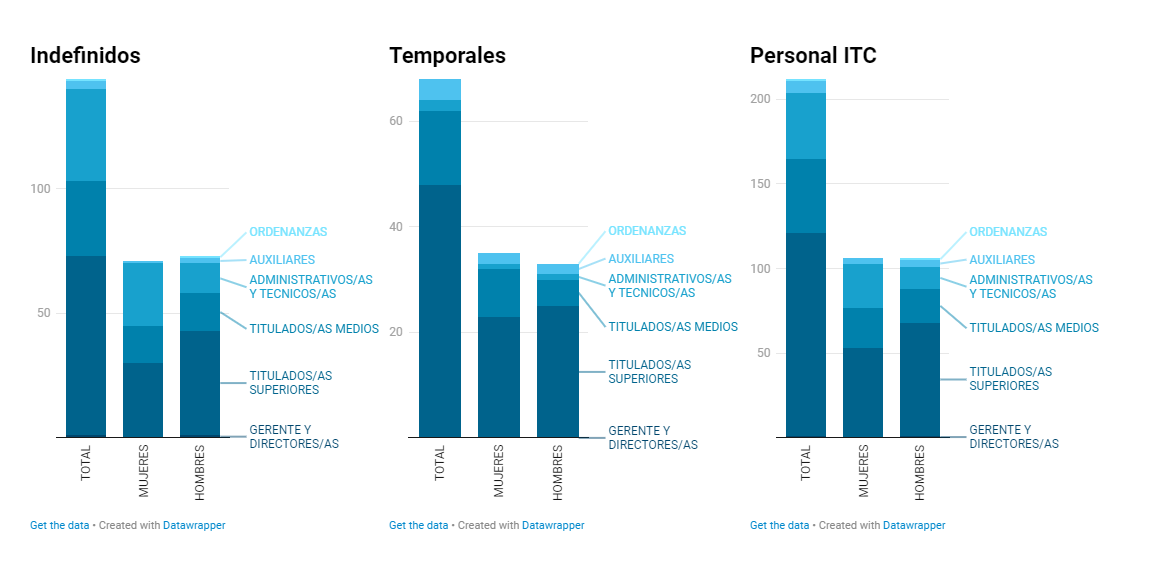 Indefinidos
100
50
ORDENANZAS
AUXILIARES
ADMINISTRATIVOS/AS
Y TECNICOS/AS
TITULADOS/AS MEDIOS
TITULADOS/AS
SUPERIORES
GERENTE Y
DIRECTORES/AS
TOTAL
MUJERES
HOMBRES
Get the data • Created with Datawrapper
Temporales
60
40
20
ORDENANZAS
AUXILIARES
ADMINISTRATIVOS/AS
Y TECNICOS/AS
TITULADOS/AS MEDIOS
TITULADOS/AS
SUPERIORES
GERENTE Y
DIRECTORES/AS
TOTAL
MUJERES
HOMBRES
Get the data • Created with Datawrapper
Personal ITC
200
150
100
50
ORDENANZAS
AUXILIARES
ADMINISTRATIVOS/AS
Y TECNICOS/AS
TITULADOS/AS MEDIOS
TITULADOS/AS
SUPERIORES
GERENTE Y
DIRECTORES/AS
TOTAL
MUJERES
HOMBRES
Get the data • Created with Datawrapper